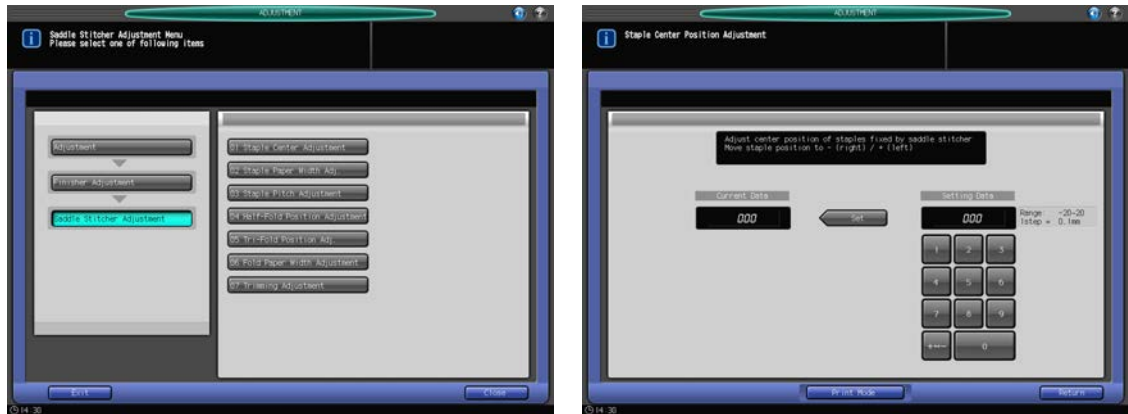 ADJUSTMENT
Saddle Stitcher Adjustment Menu
Please select one of following items
Adjustment
Finisher Adjustment
Saddle Stitcher Adjustment
01 Staple Center Adjustment
02 Staple Paper Width Adj.
03 Staple Pitch Adjustment
04 Half-Fold Position Adjustment
05 Tri-Fold Position Adj.
06 Fold Paper Width Adjustment
07 Trimming Adjustment
Exit
Close
14:30
ADJUSTMENT
Staple Center Position Adjustment
Adjust center position of staples fixed by saddle stitcher
Move staple position to - (right) / + (left)
Current Data
Setting Data
000
Set
000
Range: -20~20
1step = 0.1mm
1 2 3
4 5 6
7 8 9
0
Print Mode
Return
14:30